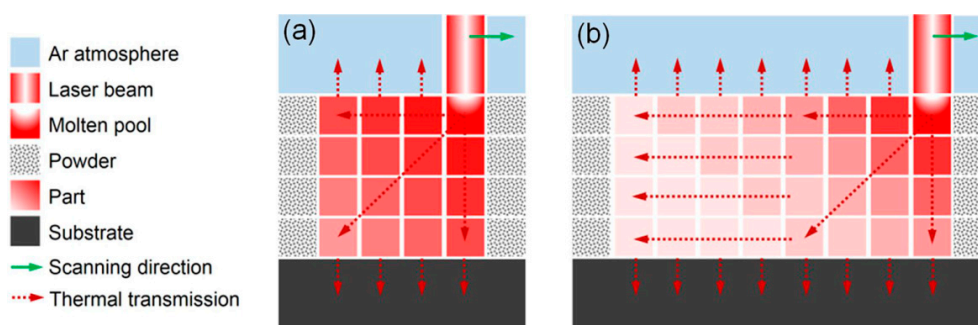 Ar atmosphere
Laser beam
Molten pool
Powder
Part
Substrate
Scanning direction
Thermal transmission
(a)
(b)